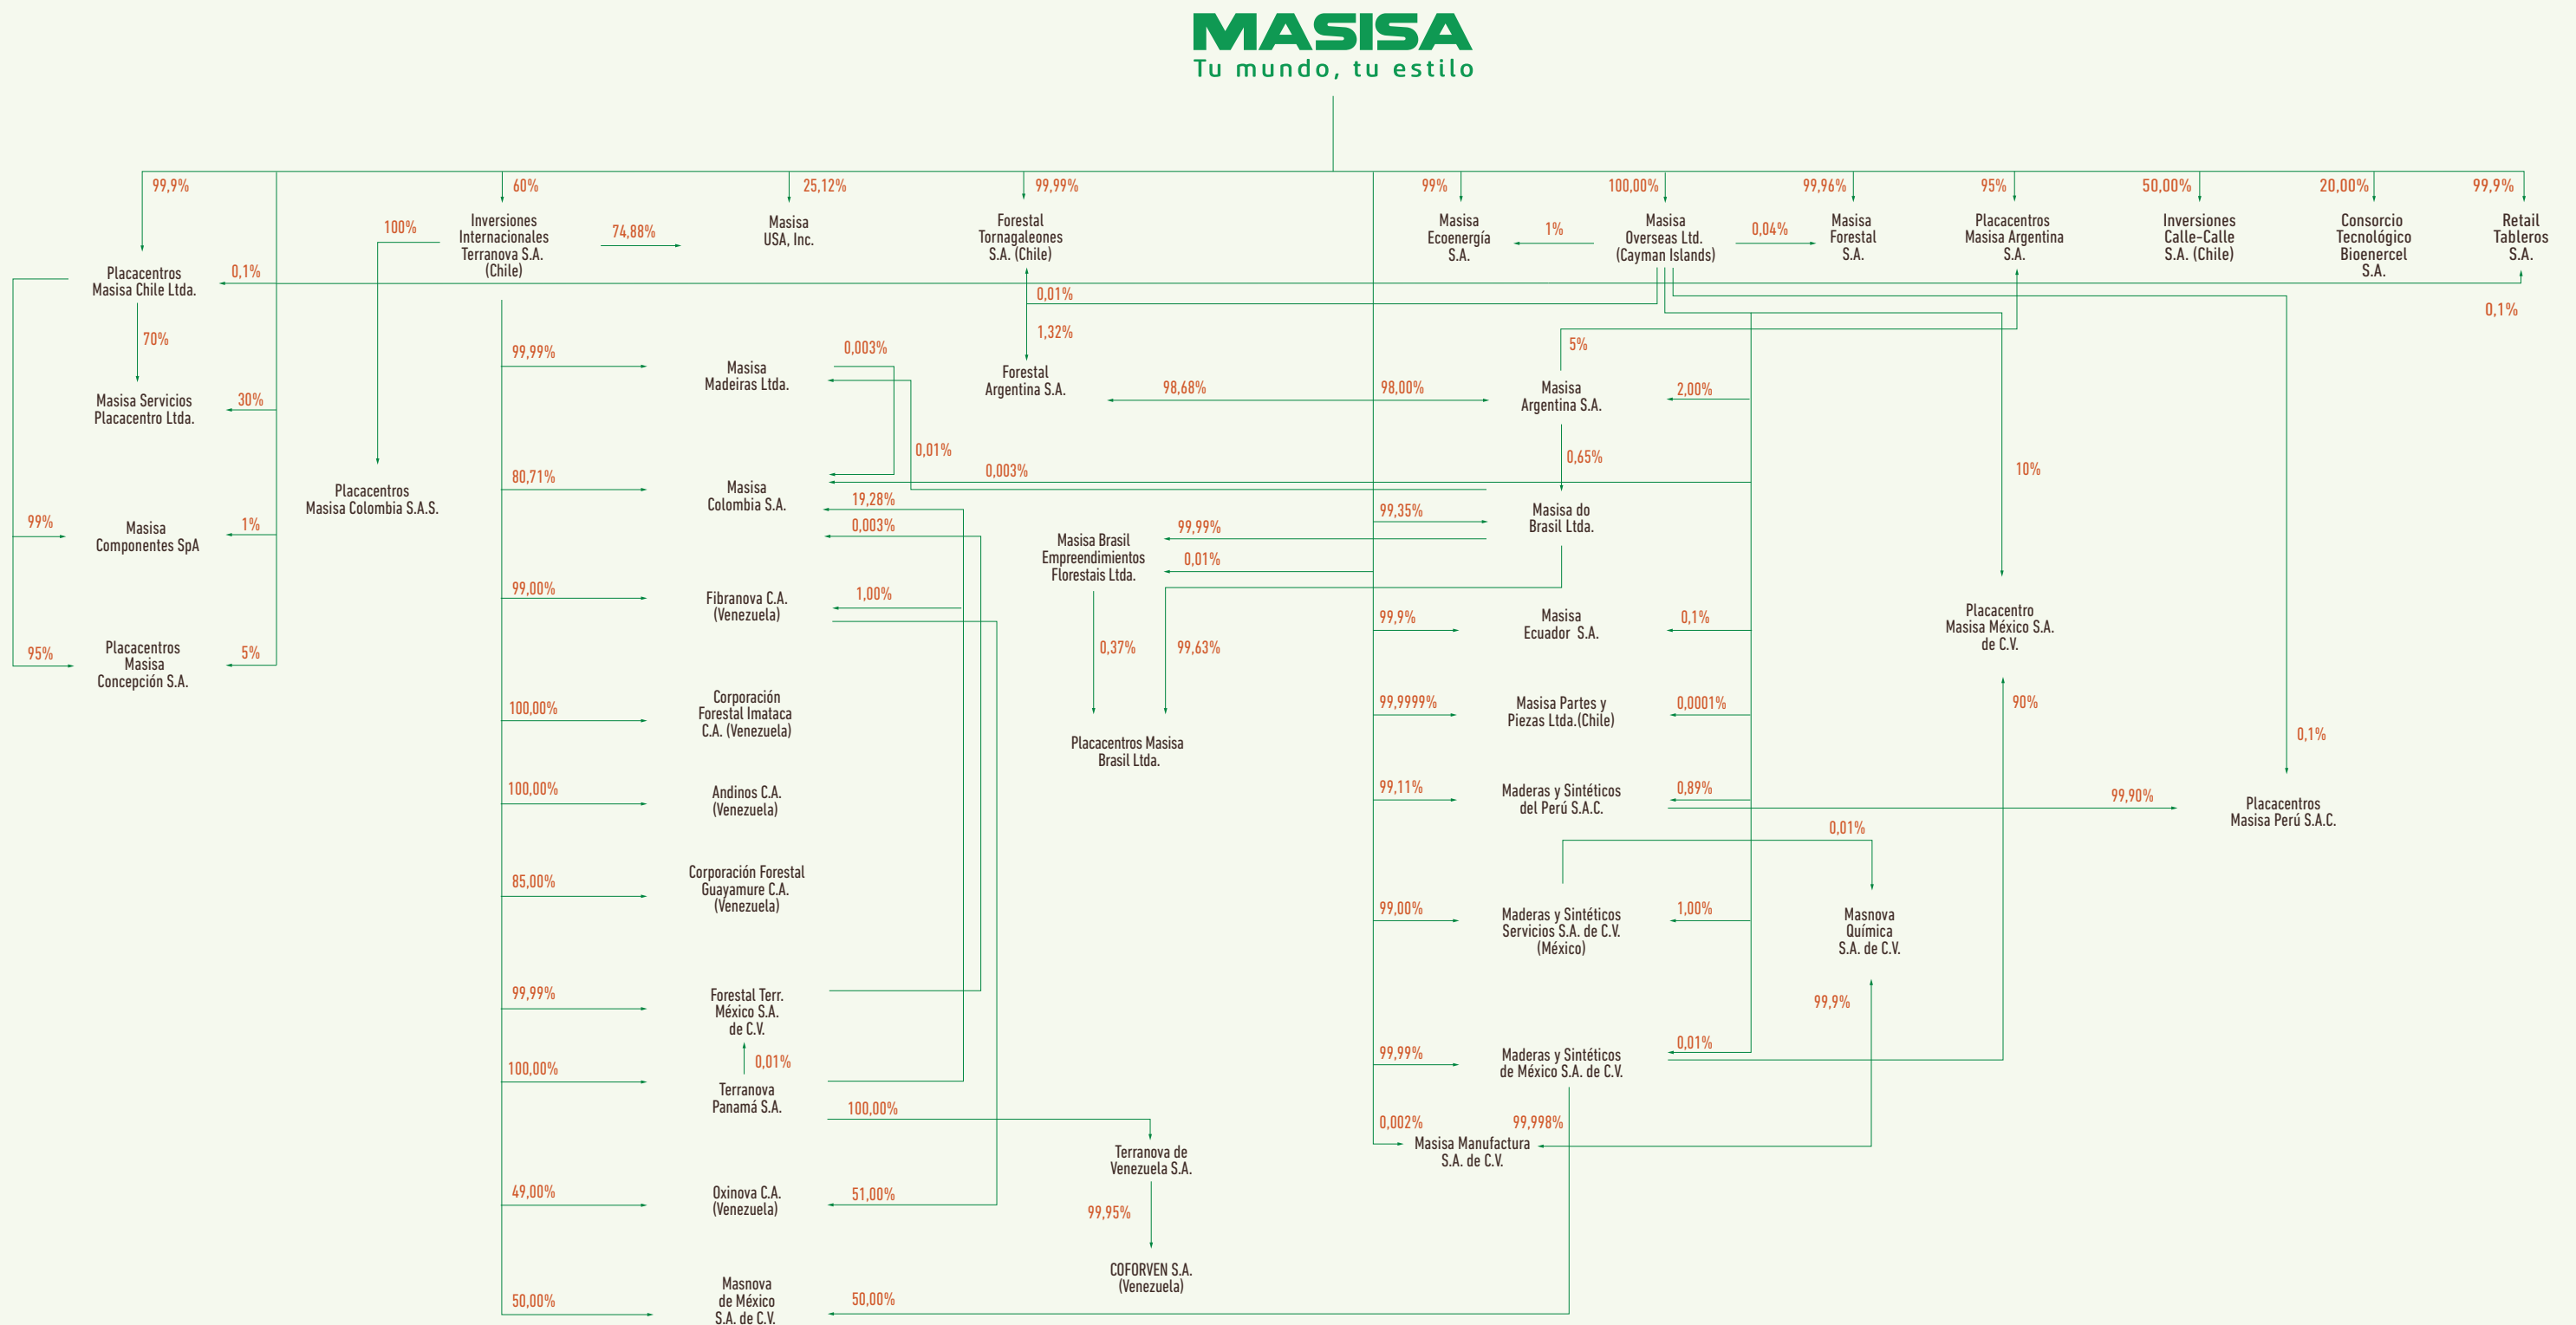 MASISA
Tu mundo, tu estilo
99,9%
60%
25,12%
99,99%
99%
100,00%
99,96%
95%
50,00%
20,00%
99,9%
Inversiones
Internacionales
Terranova S.A.
(Chile)
100%
74,88%
Masisa
USA, Inc.
Forestal
Tornagaleones
S.A. (Chile)
Masisa
Ecoenergía
S.A.
1%
Masisa
Overseas Ltd.
(Cayman Islands)
0,04%
Masisa
Forestal
S.A.
Placacentros
Masisa Argentina
S.A.
Inversiones
Calle-Calle
S.A. (Chile)
Consorcio
Tecnológico
Bioenercel
S.A.
Retail
Tableros
S.A.
Placacentros
Masisa Chile Ltda.
0,1%
0,01%
0,1%
70%
1,32%
5%
99,99%
Masisa
Madeiras Ltda.
0,003%
Forestal
Argentina S.A.
98,68%
98,00%
Masisa
Argentina S.A.
2,00%
Masisa Servicios
Placacentro Ltda.
30%
0,01%
0,65%
10%
80,71%
Masisa
Colombia S.A.
0,003%
19,28%
0,003%
Placacentros
Masisa Colombia S.A.S.
99,35%
Masisa do
Brasil Ltda.
99%
Masisa
Componentes SpA
1%
Masisa Brasil
Empreendimientos
Florestais Ltda.
99,99%
0,01%
99,00%
Fibranova C.A.
(Venezuela)
1,00%
99,9%
Masisa
Ecuador S.A.
0,1%
Placacentro
Masisa México S.A.
de C.V.
95%
Placacentros
Masisa
Concepción S.A.
5%
0,37%
99,63%
100,00%
Corporación
Forestal Imataca
C.A. (Venezuela)
99,9999%
Masisa Partes y
Piezas Ltda.(Chile)
0,0001%
90%
Placacentros Masisa
Brasil Ltda.
0,1%
100,00%
Andinos C.A.
(Venezuela)
99,11%
Maderas y Sintéticos
del Perú S.A.C.
0,89%
99,90%
Placacentros
Masisa Perú S.A.C.
0,01%
85,00%
Corporación Forestal
Guayamure C.A.
(Venezuela)
99,00%
Maderas y Sintéticos
Servicios S.A. de C.V.
(México)
1,00%
Masnova
Química
S.A. de C.V.
99,99%
Forestal Terr.
México S.A.
de C.V.
99,9%
0,01%
100,00%
Terranova
Panamá S.A.
99,99%
Maderas y Sintéticos
de México S.A. de C.V.
0,01%
100,00%
0,002%
99,998%
Masisa Manufactura
S.A. de C.V.
Terranova de
Venezuela S.A.
49,00%
Oxinova C.A.
(Venezuela)
51,00%
99,95%
COFORVEN S.A.
(Venezuela)
50,00%
Masnova
de México
S.A. de C.V.
50,00%